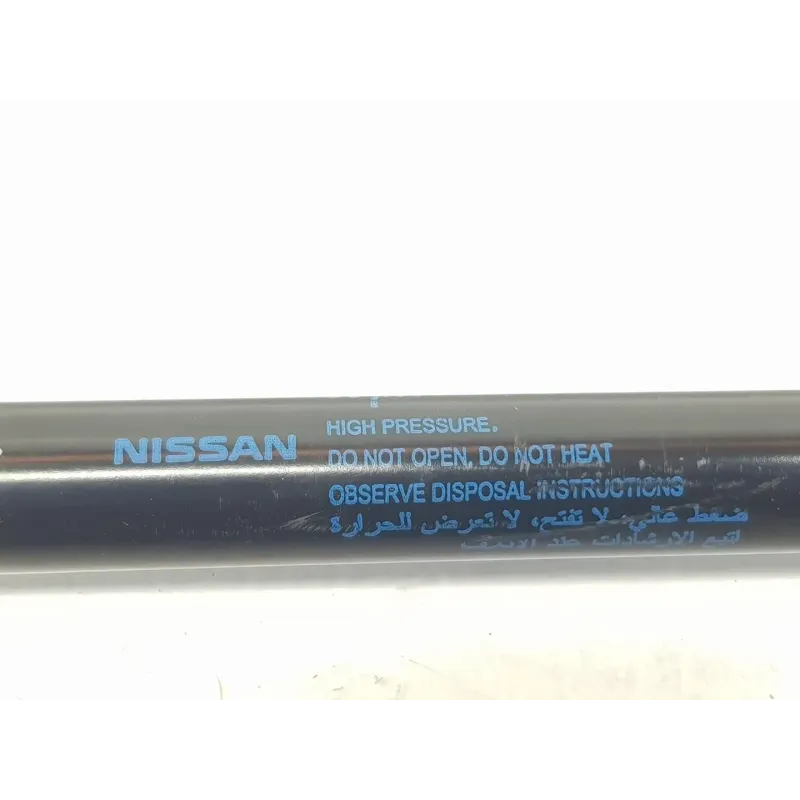 NISSAN
HIGH PRESSURE.
DO NOT OPEN, DO NOT HEAT
OBSERVE DISPOSAL INSTRUCTIONS
ضغط عالي، لا تفتح، لا تعرض للحرارة